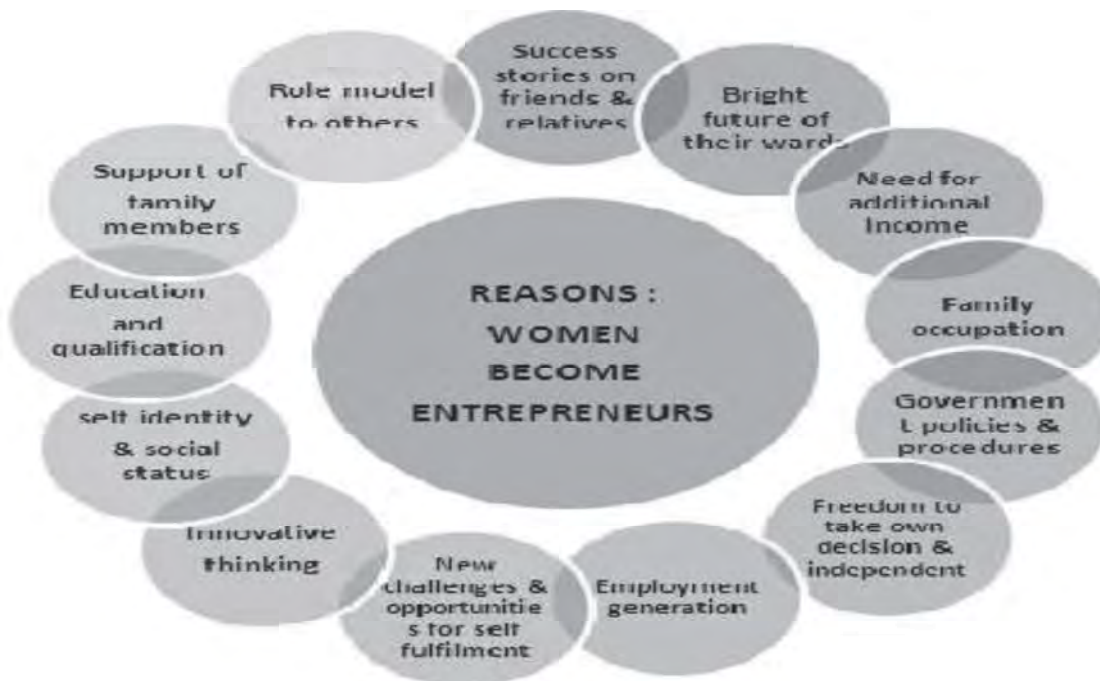 Success
stories on
friends &
relatives
Bright
future of
their wards
Need for
additional
Income
Family
occupation
Governmen
t policies &
procedures
Freedom to
take own
decision &
independent
Employment
generation
New
challenges &
opportunitie
s for self
fulfilment
Innovative
thinking
self identity
& social
status
Education
and
qualification
Support of
family
members
Role model
to others
REASONS :
WOMEN
BECOME
ENTREPRENEURS